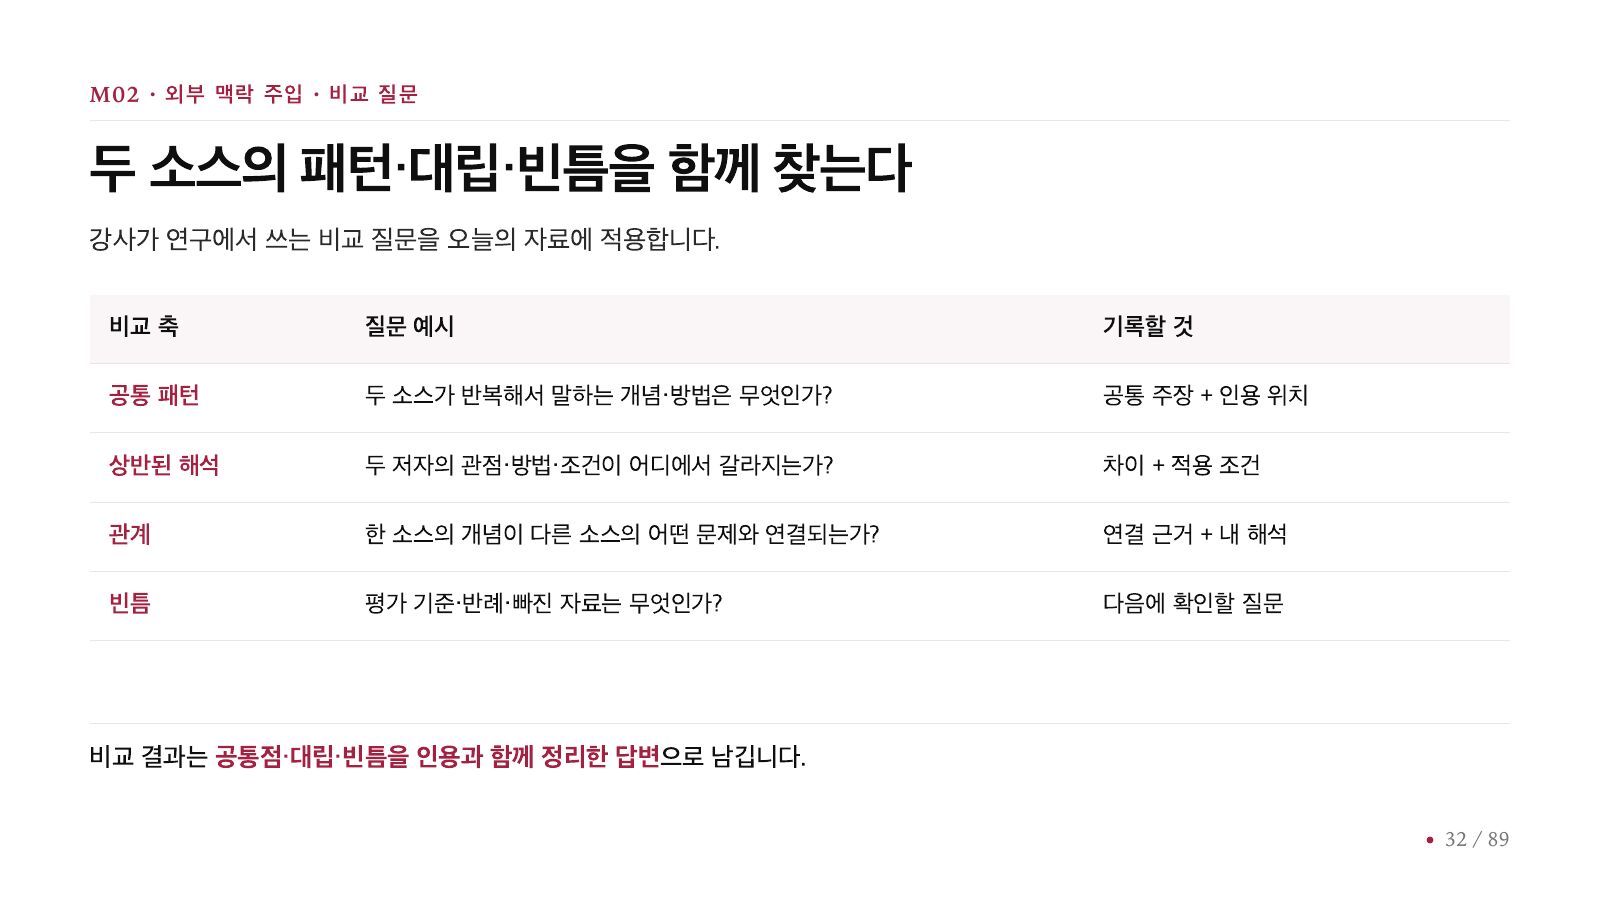 M02 · 외부 맥락 주입 · 비교 질문
두 소스의 패턴·대립·빈틈을 함께 찾는다
강사가 연구에서 쓰는 비교 질문을 오늘의 자료에 적용합니다.
비교 축 질문 예시 기록할 것
공통 패턴 두 소스가 반복해서 말하는 개념·방법은 무엇인가? 공통 주장 + 인용 위치
상반된 해석 두 저자의 관점·방법·조건이 어디에서 갈라지는가? 차이 + 적용 조건
관계 한 소스의 개념이 다른 소스의 어떤 문제와 연결되는가? 연결 근거 + 내 해석
빈틈 평가 기준·반례·빠진 자료는 무엇인가? 다음에 확인할 질문
비교 결과는 공통점·대립·빈틈을 인용과 함께 정리한 답변으로 남깁니다.
• 32 / 89